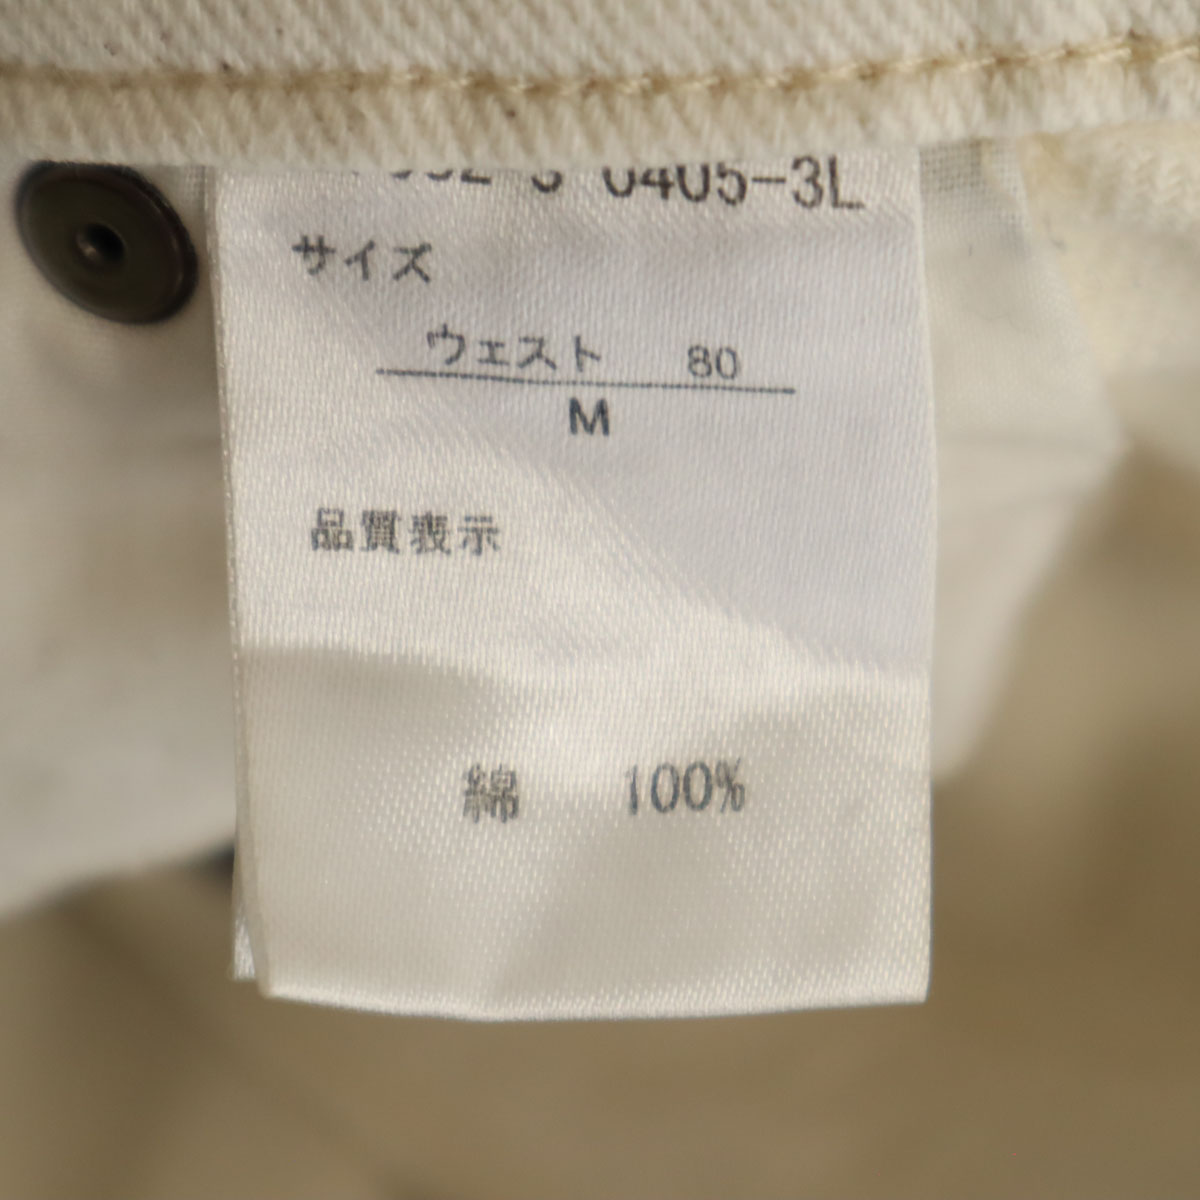 0405-3L
サイズ
ウェスト 80
M
品質表示
綿 100%